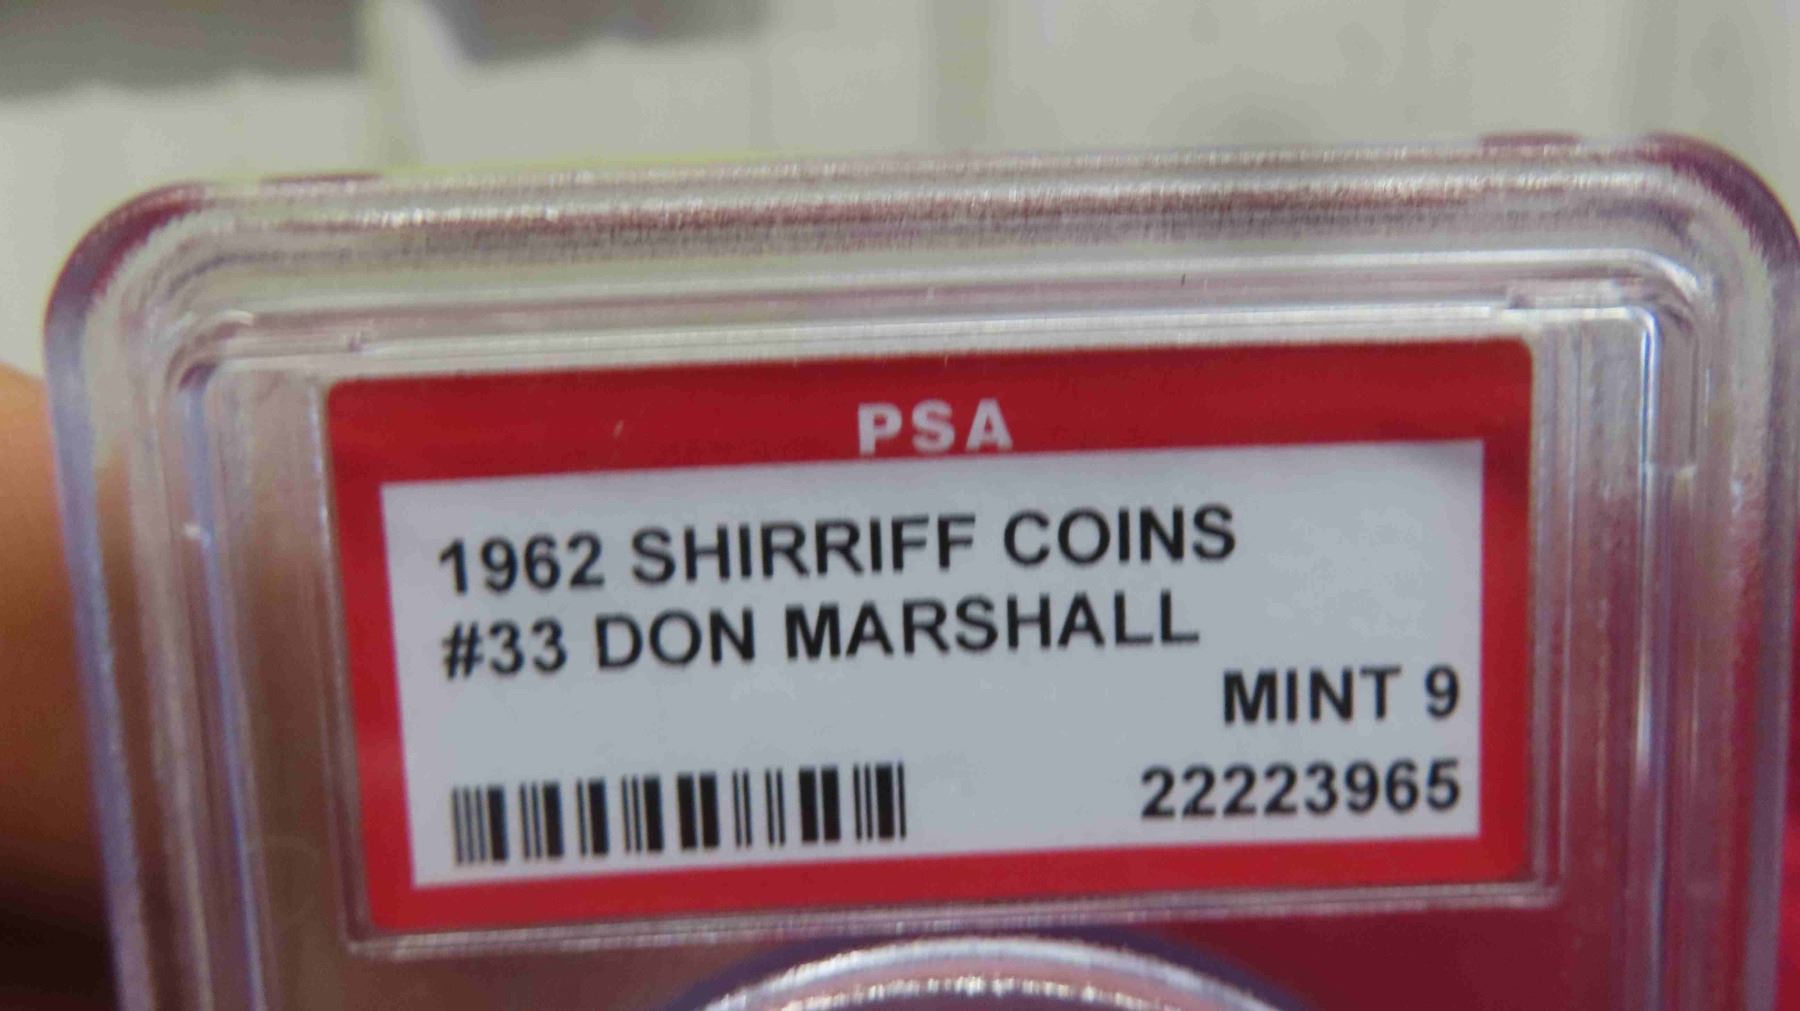 PSA
1962 SHIRRIFF COINS
#33 DON MARSHALL
MINT 9
22223965